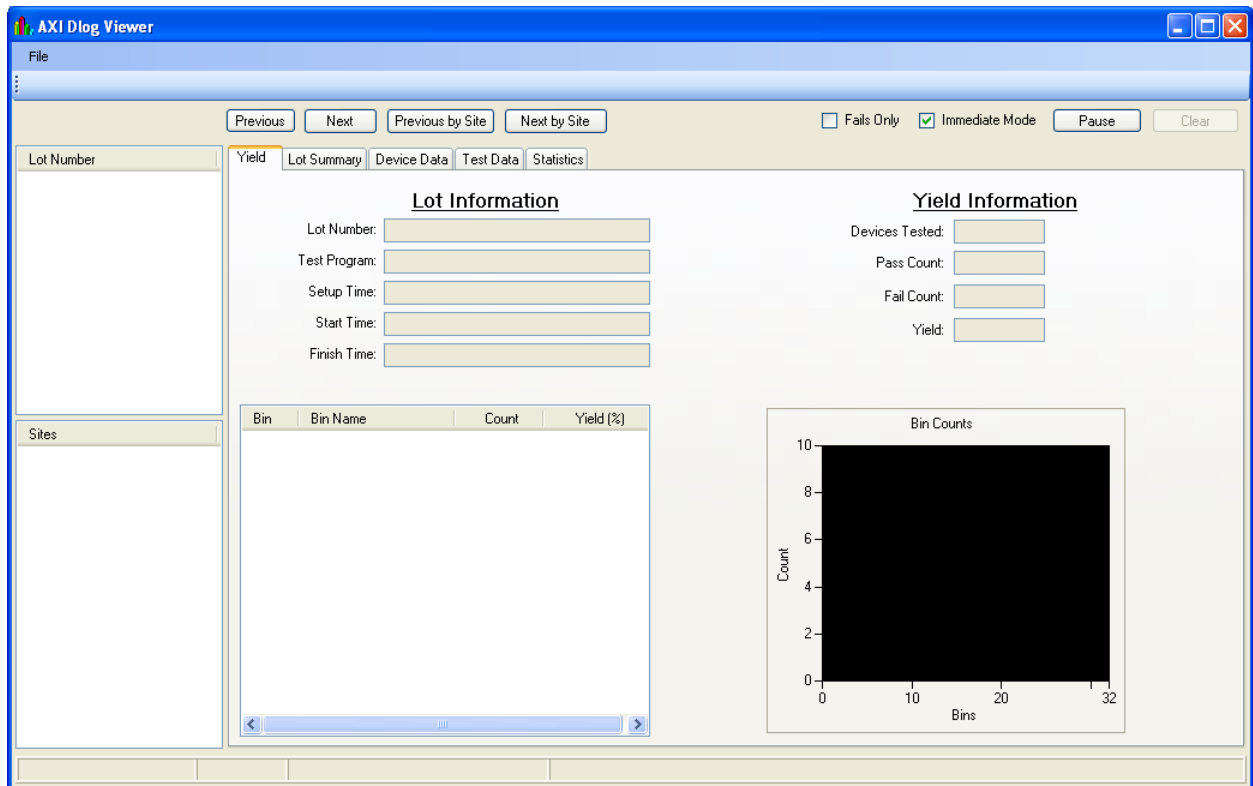 AXI Dlog Viewer
File
Previous Next Previous by Site Next by Site Fails Only Immediate Mode Pause Clear
Lot Number
Yield Lot Summary Device Data Test Data Statistics
Lot Information
Lot Number:
Test Program:
Setup Time:
Start Time:
Finish Time:
Yield Information
Devices Tested:
Pass Count:
Fail Count:
Yield:
Sites
Bin Bin Name Count Yield (%)
Bin Counts
10
8
6
4
2
0
Count
0 10 20 32
Bins